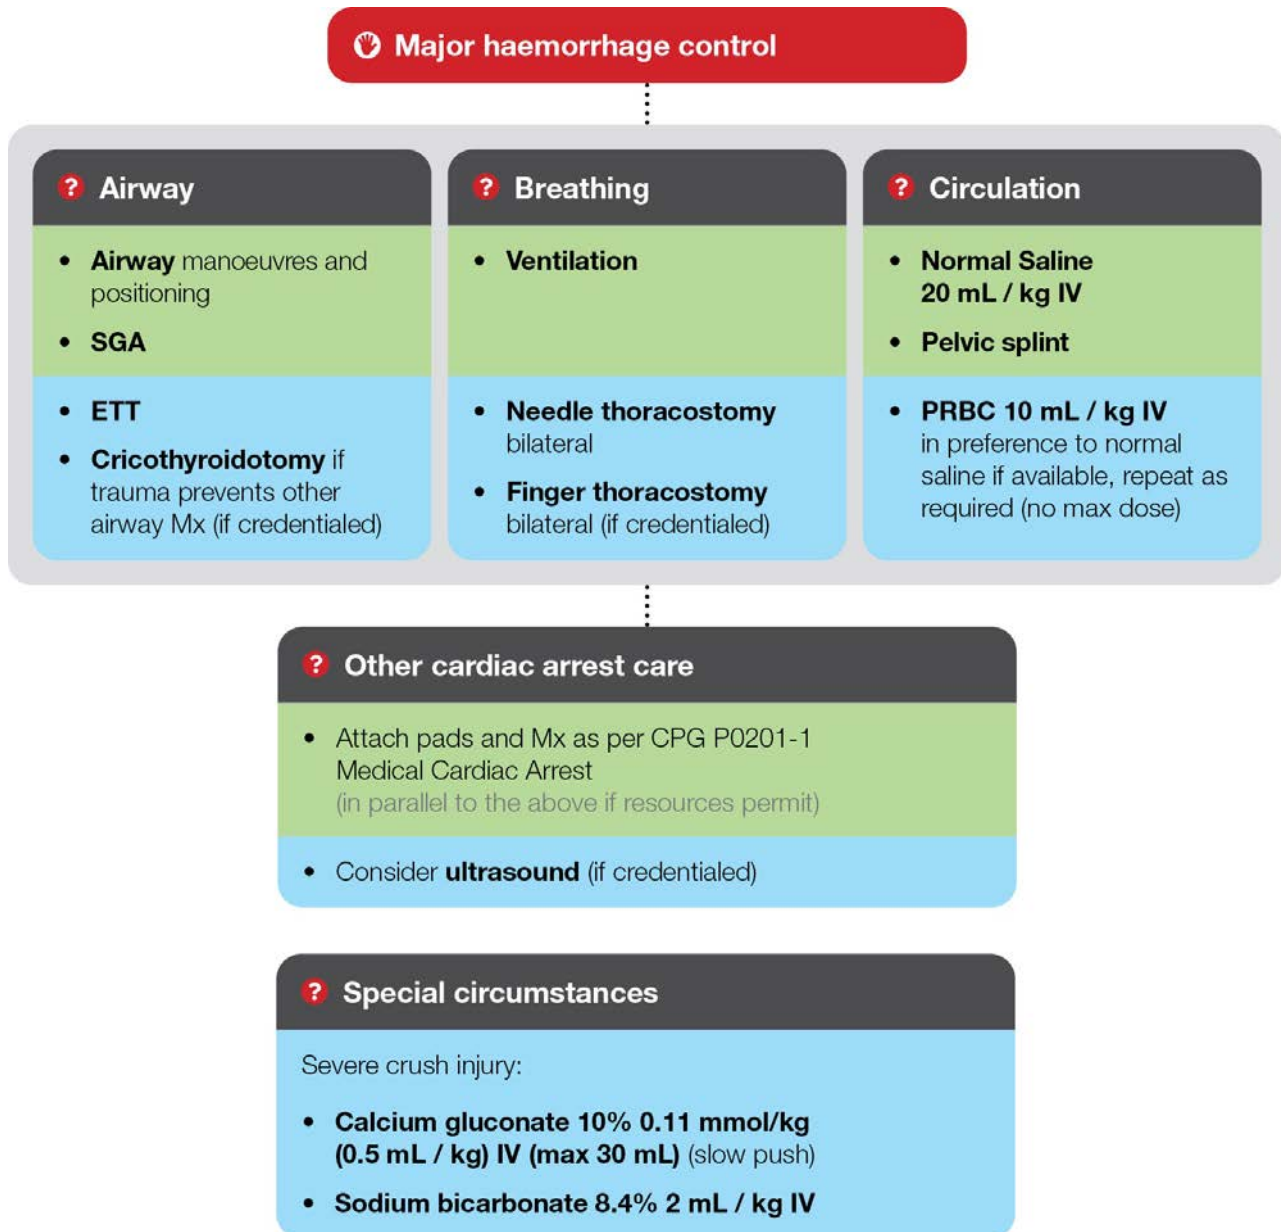 Major haemorrhage control
? Airway
• Airway manoeuvres and
positioning
• SGA
• ETT
• Cricothyroidotomy if
trauma prevents other
airway Mx (if credentialed)
? Breathing
• Ventilation
• Needle thoracostomy
bilateral
• Finger thoracostomy
bilateral (if credentialed)
? Circulation
• Normal Saline
20 mL / kg IV
• Pelvic splint
• PRBC 10 mL / kg IV
in preference to normal
saline if available, repeat as
required (no max dose)
? Other cardiac arrest care
• Attach pads and Mx as per CPG P0201-1
Medical Cardiac Arrest
(in parallel to the above if resources permit)
• Consider ultrasound (if credentialed)
? Special circumstances
Severe crush injury:
• Calcium gluconate 10% 0.11 mmol/kg
(0.5 mL / kg) IV (max 30 mL) (slow push)
• Sodium bicarbonate 8.4% 2 mL / kg IV